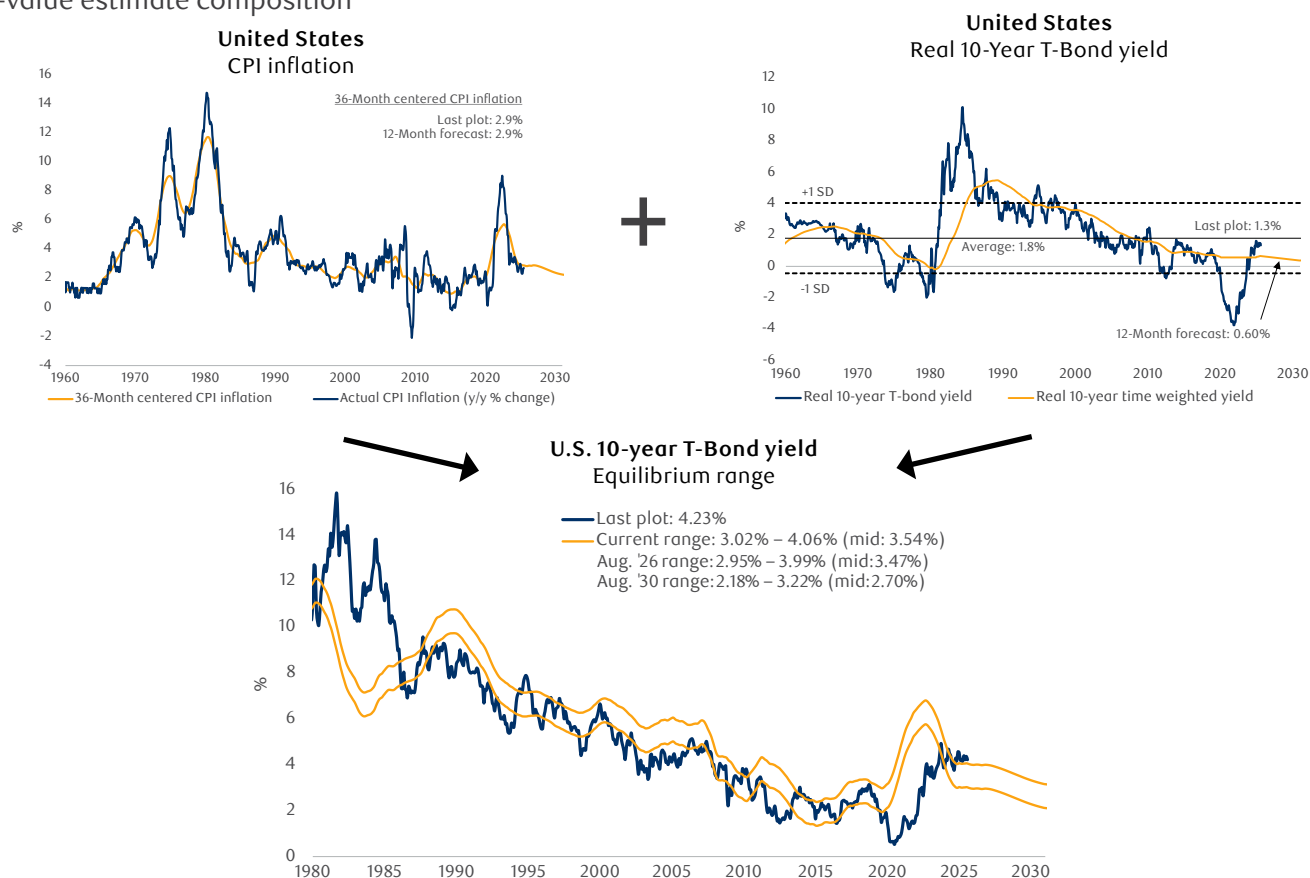 -value estimate composition
United States
CPI inflation
16
14
12
10
8
6
4
2
0
-2
-4
%
36-Month centered CPI inflation
Last plot: 2.9%
12-Month forecast: 2.9%
1960 1970 1980 1990 2000 2010 2020 2030
36-Month centered CPI inflation Actual CPI Inflation (y/y % change)
+
United States
Real 10-Year T-Bond yield
12
10
8
6
4
2
0
-2
-4
-6
%
+1 SD
Last plot: 1.3%
Average: 1.8%
-1 SD
12-Month forecast: 0.60%
1960 1970 1980 1990 2000 2010 2020 2030
Real 10-year T-bond yield Real 10-year time weighted yield
U.S. 10-year T-Bond yield
Equilibrium range
16
14
12
10
8
6
4
2
0
%
Last plot: 4.23%
Current range: 3.02% – 4.06% (mid: 3.54%)
Aug. '26 range:2.95% – 3.99% (mid:3.47%)
Aug. '30 range:2.18% – 3.22% (mid:2.70%)
1980 1985 1990 1995 2000 2005 2010 2015 2020 2025 2030